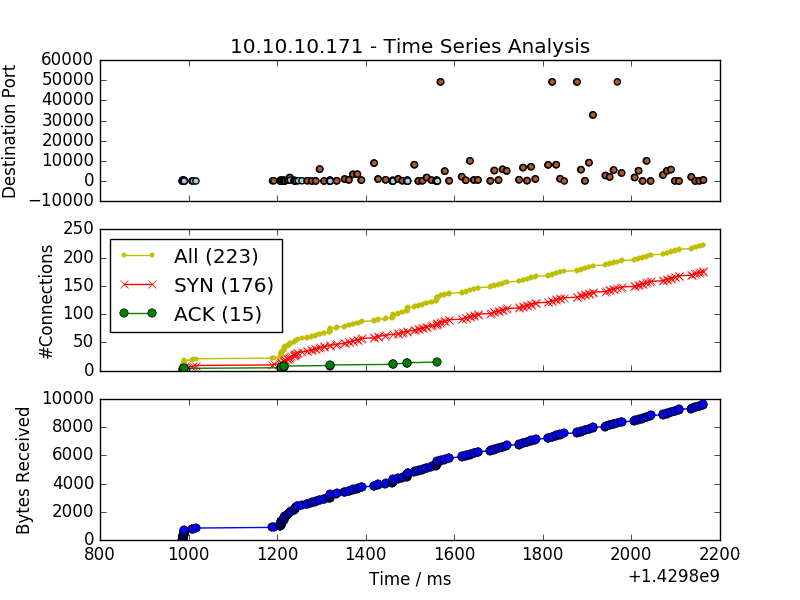 10.10.10.171 - Time Series Analysis
Destination Port
60000
50000
40000
30000
20000
10000
0
−10000
#Connections
250
200
150
100
50
0
All (223)
SYN (176)
ACK (15)
Bytes Received
10000
8000
6000
4000
2000
0
800 1000 1200 1400 1600 1800 2000 2200
Time / ms
+1.4298e9